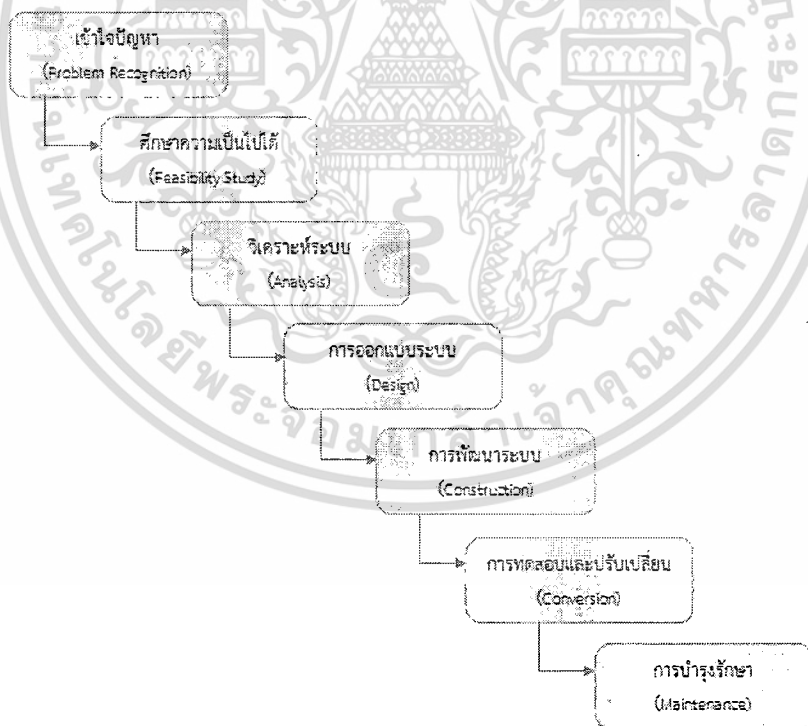 เข้าใจปัญหา
(Problem Recognition)
ศึกษาความเป็นไปได้
(Feasibility Study)
วิเคราะห์ระบบ
(Analysis)
การออกแบบระบบ
(Design)
การพัฒนาระบบ
(Construction)
การทดสอบและปรับเปลี่ยน
(Conversion)
การบำรุงรักษา
(Maintenance)